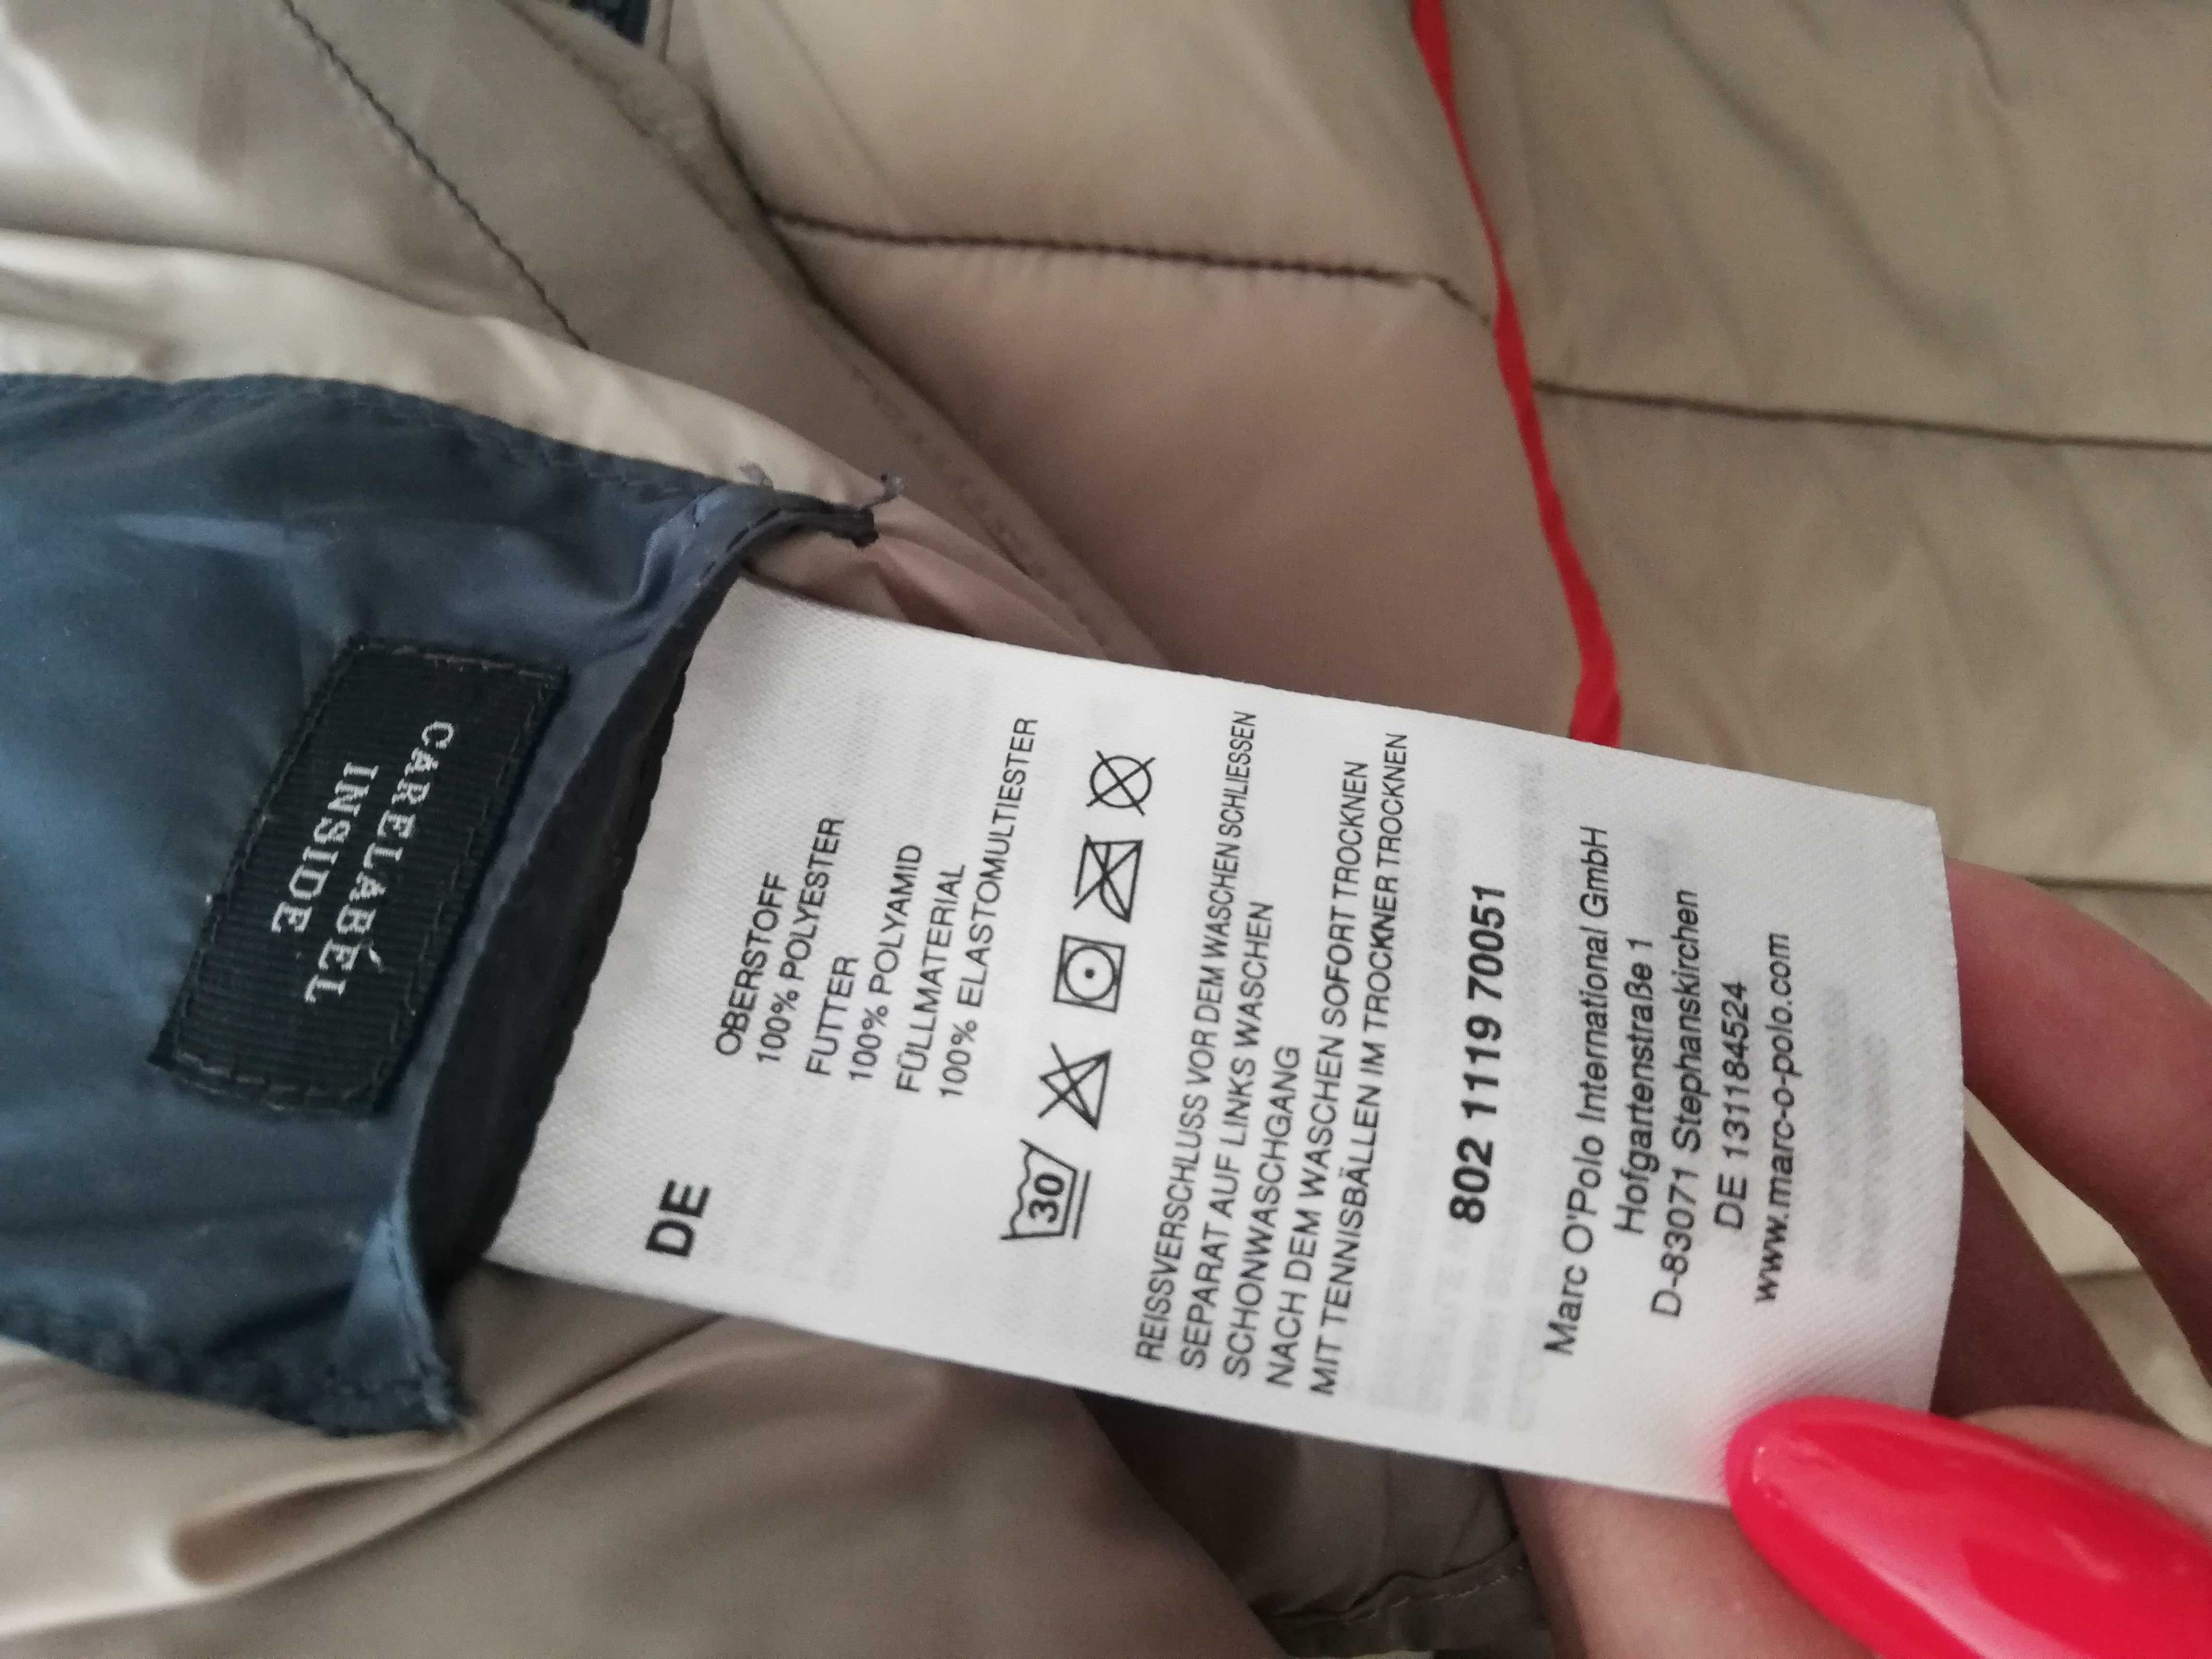 CARELABEL
INSIDE
DE
OBERSTOFF
100% POLYESTER
FUTTER
100% POLYAMID
FÜLLMATERIAL
100% ELASTOMULTIESTER
30
REISSVERSCHLUSS VOR DEM WASCHEN SCHLIESSEN
SEPARAT AUF LINKS WASCHEN
SCHONWASCHGANG
NACH DEM WASCHEN SOFORT TROCKNEN
MIT TENNISBÄLLEN IM TROCKNER TROCKNEN
802 1119 70051
Marc O'Polo International GmbH
Hofgartenstraße 1
D-83071 Stephanskirchen
DE 131184524
www.marc-o-polo.com